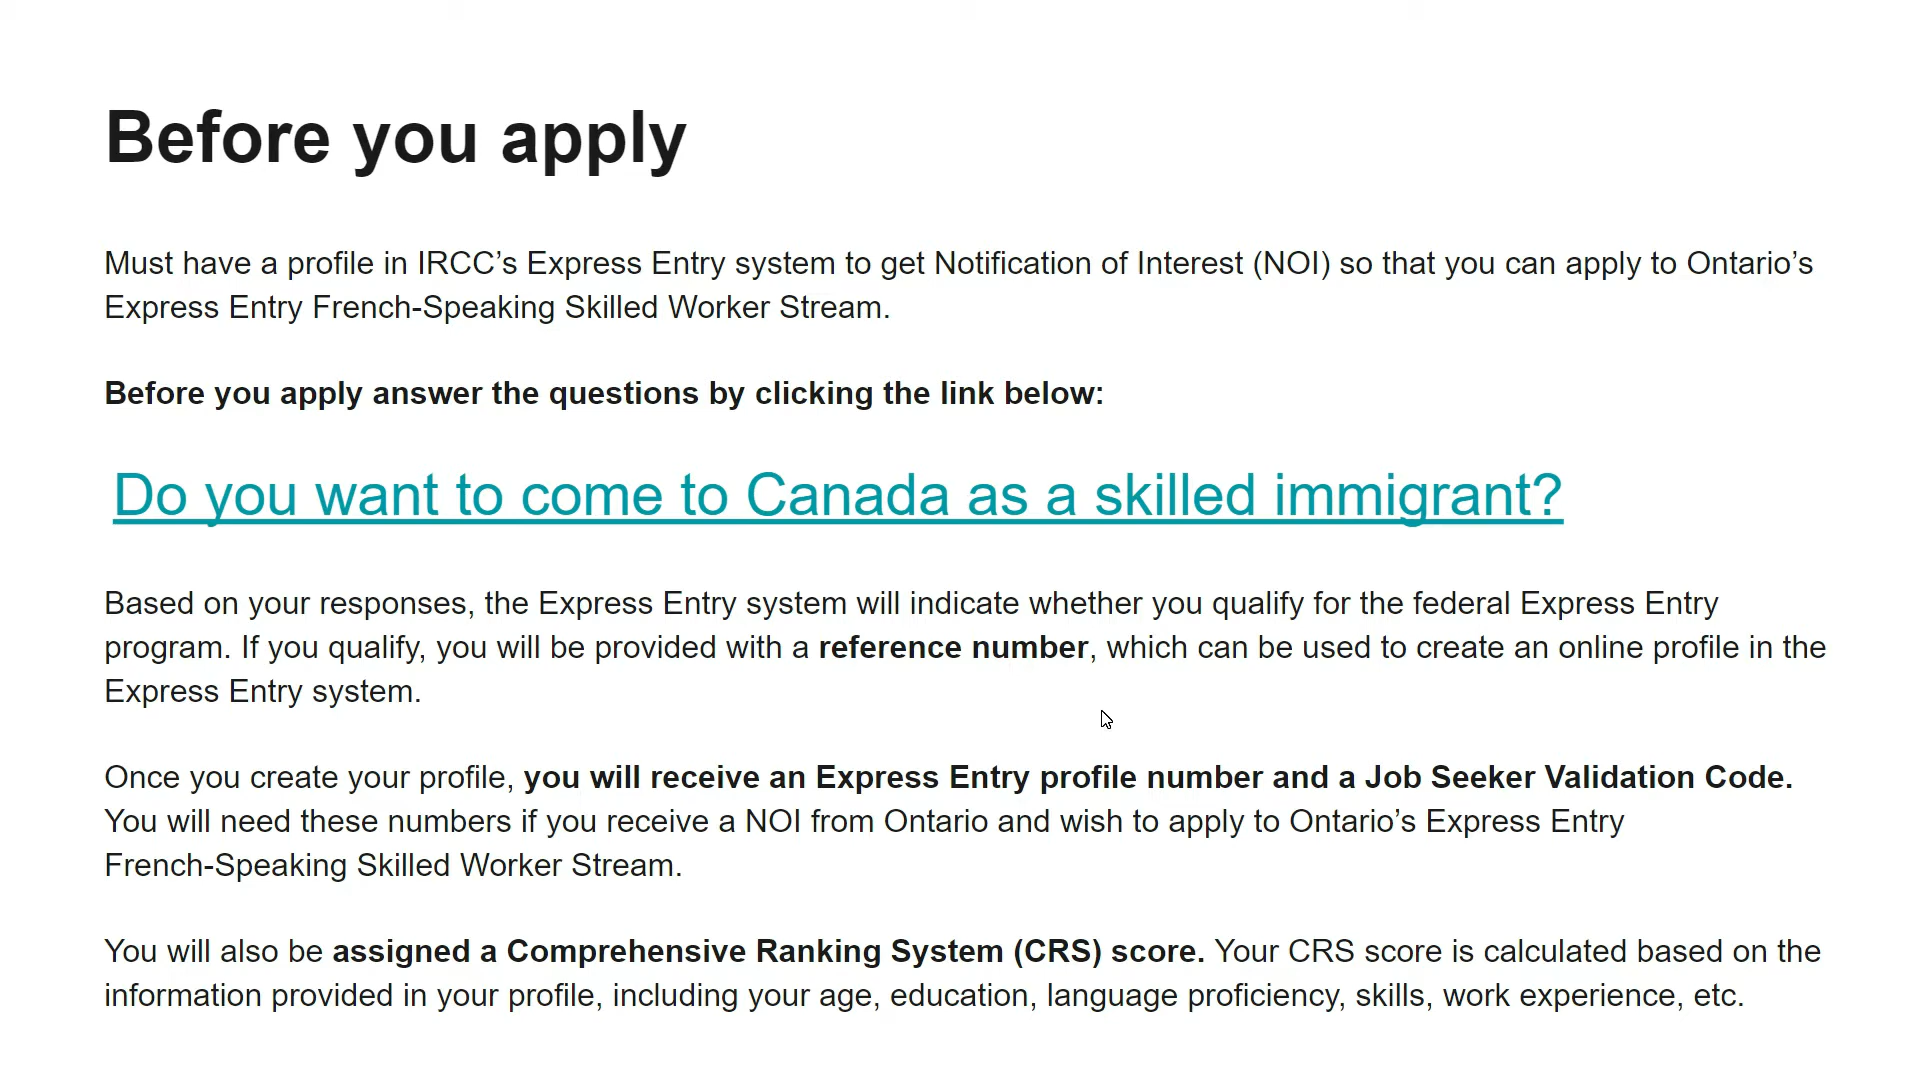 Before you apply
Must have a profile in IRCC’s Express Entry system to get Notification of Interest (NOI) so that you can apply to Ontario’s
Express Entry French-Speaking Skilled Worker Stream.
Before you apply answer the questions by clicking the link below:
Do you want to come to Canada as a skilled immigrant?
Based on your responses, the Express Entry system will indicate whether you qualify for the federal Express Entry
program. If you qualify, you will be provided with a reference number, which can be used to create an online profile in the
Express Entry system.
Once you create your profile, you will receive an Express Entry profile number and a Job Seeker Validation Code.
You will need these numbers if you receive a NOI from Ontario and wish to apply to Ontario’s Express Entry
French-Speaking Skilled Worker Stream.
You will also be assigned a Comprehensive Ranking System (CRS) score. Your CRS score is calculated based on the
information provided in your profile, including your age, education, language proficiency, skills, work experience, etc.